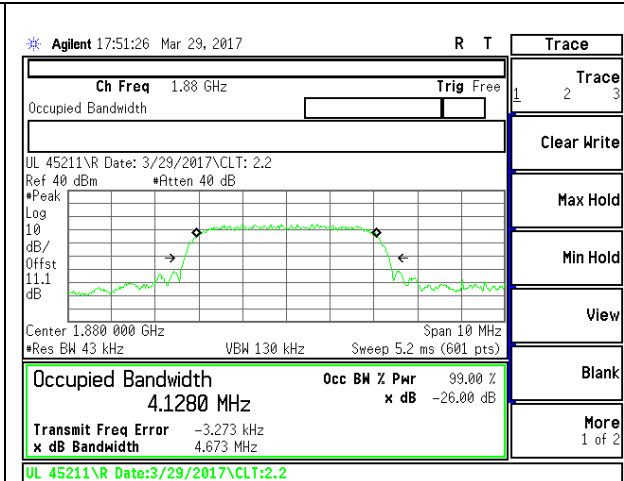 Agilent 17:51:26 Mar 29, 2017 R T
Trace
Ch Freq 1.88 GHz Trig Free
Occupied Bandwidth
UL 45211\R Date: 3/29/2017\CLT: 2.2
Ref 40 dBm #Atten 40 dB
#Peak
Log
10
dB/
Offst
11.1
dB
Center 1.880 000 GHz Span 10 MHz
#Res BW 43 kHz VBW 130 kHz Sweep 5.2 ms (601 pts)
Occupied Bandwidth Occ BW % Pwr 99.00 %
4.1280 MHz x dB -26.00 dB
Transmit Freq Error -3.273 kHz
x dB Bandwidth 4.673 MHz
UL 45211\R Date:3/29/2017\CLT:2.2
Trace
1 2 3
Clear Write
Max Hold
Min Hold
View
Blank
More
1 of 2